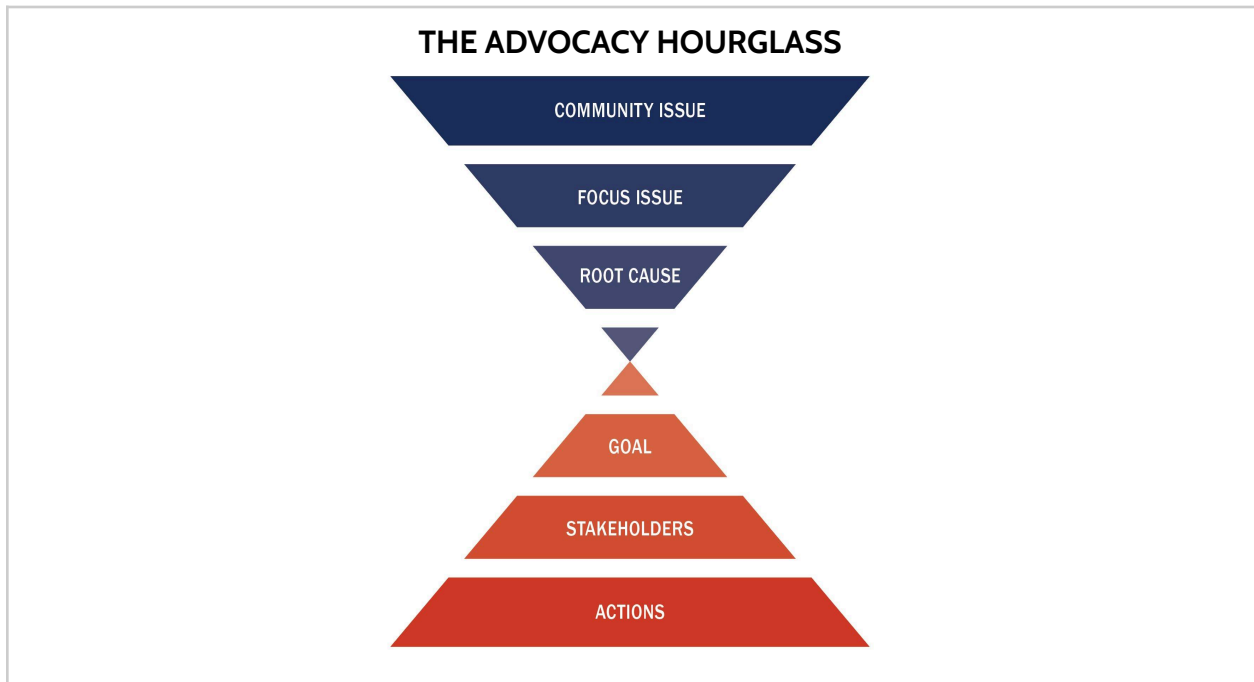 THE ADVOCACY HOURGLASS
COMMUNITY ISSUE
FOCUS ISSUE
ROOT CAUSE
GOAL
STAKEHOLDERS
ACTIONS